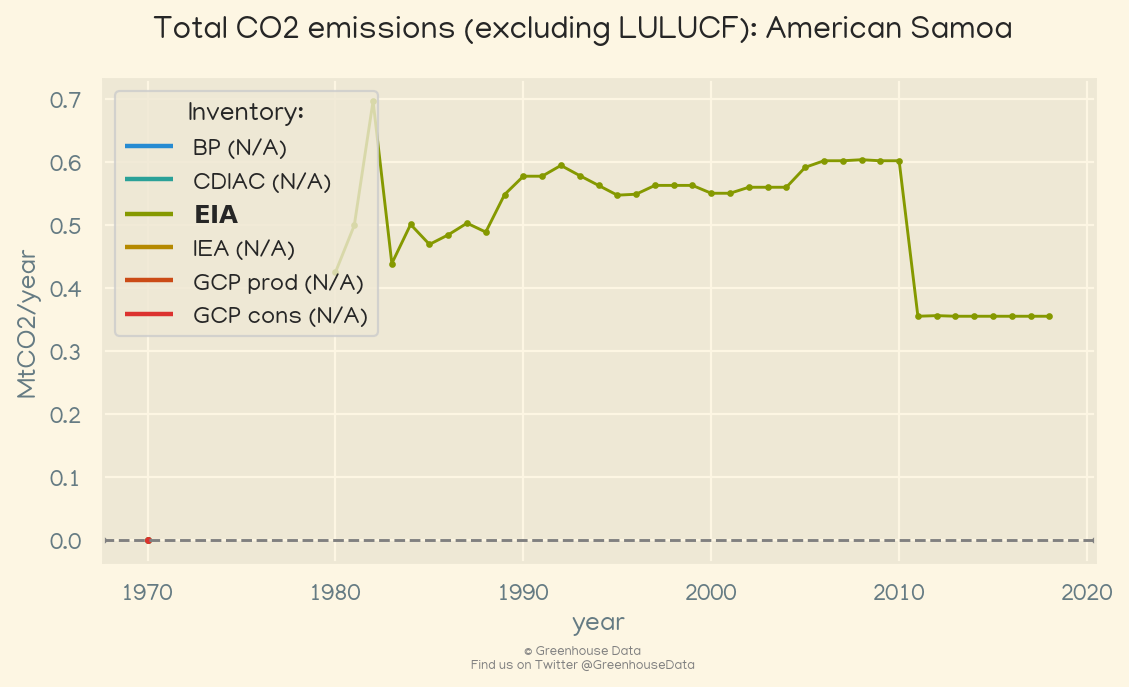 Total CO2 emissions (excluding LULUCF): American Samoa
0.7
0.6
0.5
0.4
0.3
0.2
0.1
0.0
MtCO2/year
Inventory:
BP (N/A)
CDIAC (N/A)
EIA
IEA (N/A)
GCP prod (N/A)
GCP cons (N/A)
1970 1980 1990 2000 2010 2020
year
© Greenhouse Data
Find us on Twitter @GreenhouseData